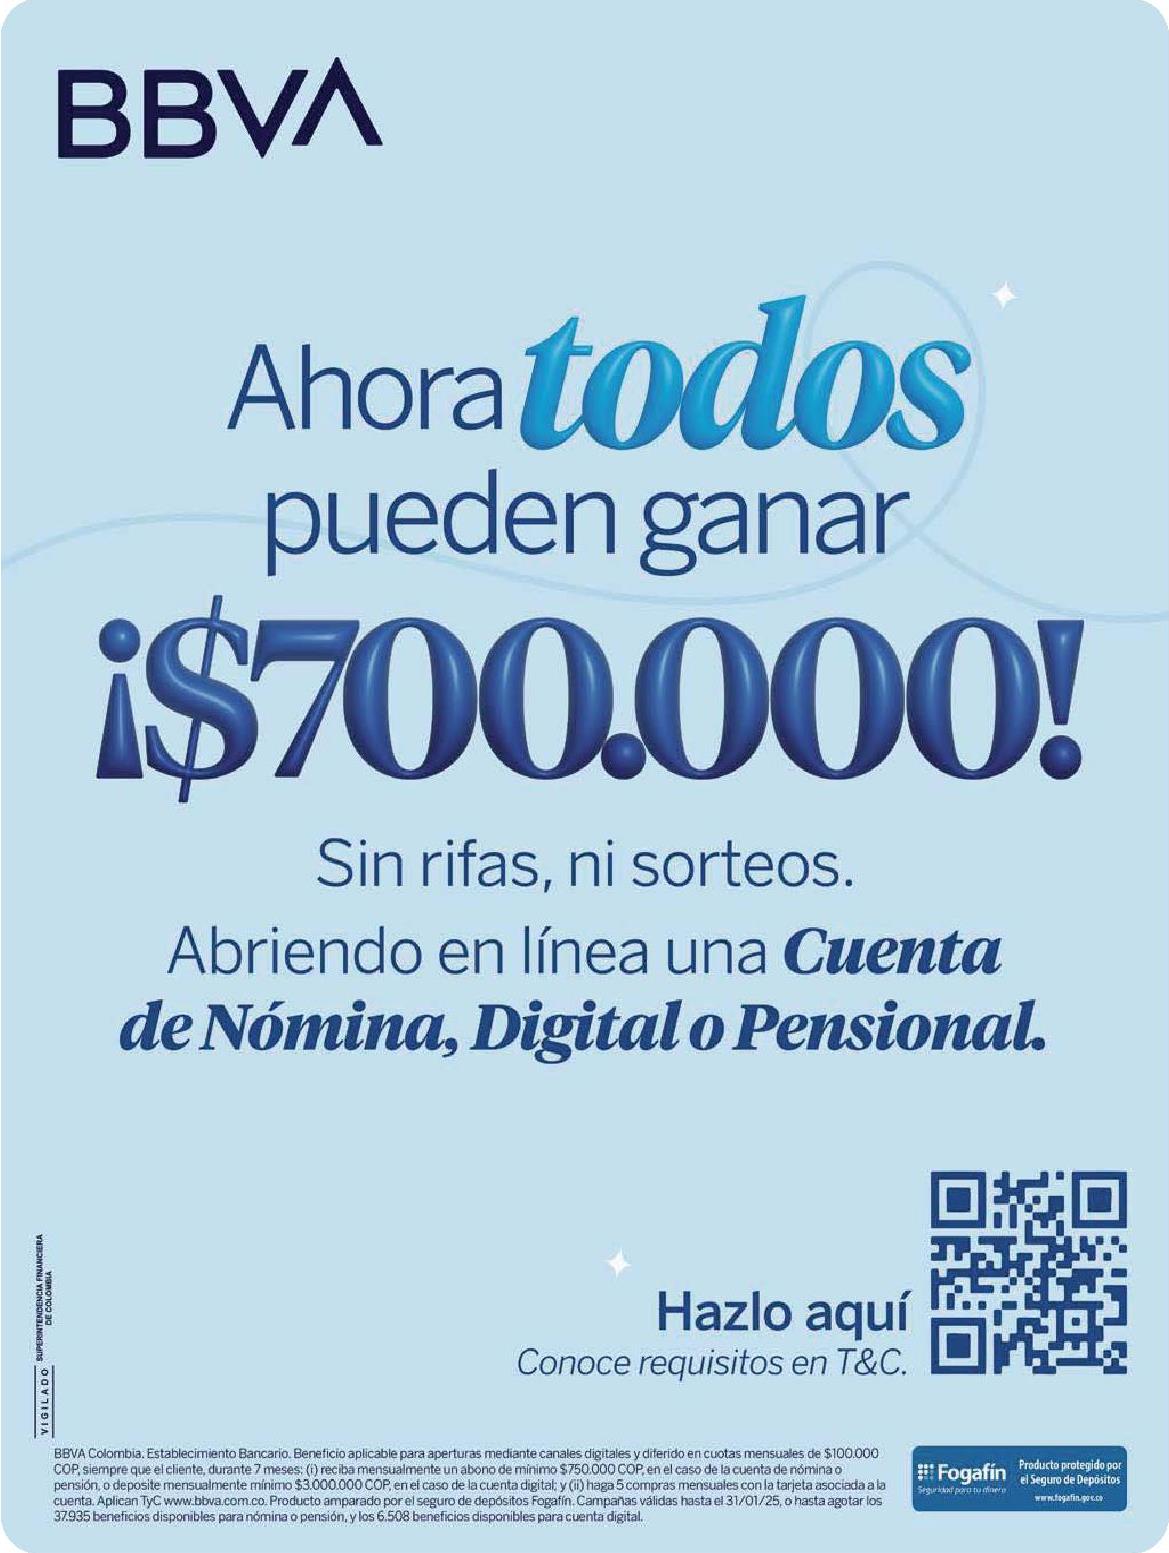 BBVA
Ahora todos
pueden ganar
¡$700.000!
Sin rifas, ni sorteos.
Abriendo en línea una Cuenta
de Nómina, Digital o Pensional.
Hazlo aquí
Conoce requisitos en T&C.
VIGILADO SUPERINTENDENCIA FINANCIERA
DE COLOMBIA
BBVA Colombia. Establecimiento Bancario. Beneficio aplicable para aperturas mediante canales digitales y diferido en cuotas mensuales de $100.000
COP, siempre que el cliente, durante 7 meses: (i) reciba mensualmente un abono de mínimo $750.000 COP, en el caso de la cuenta de nómina o
pensión, o deposite mensualmente mínimo $3.000.000 COP, en el caso de la cuenta digital; y (ii) haga 5 compras mensuales con la tarjeta asociada a la
cuenta. Aplican TyC www.bbva.com.co. Producto amparado por el seguro de depósitos Fogafín. Campañas válidas hasta el 31/01/25, o hasta agotar los
37.935 beneficios disponibles para nómina o pensión, y los 6.508 beneficios disponibles para cuenta digital.
Fogafín
Seguridad para tu dinero
Producto protegido por
el Seguro de Depósitos
www.fogafin.gov.co